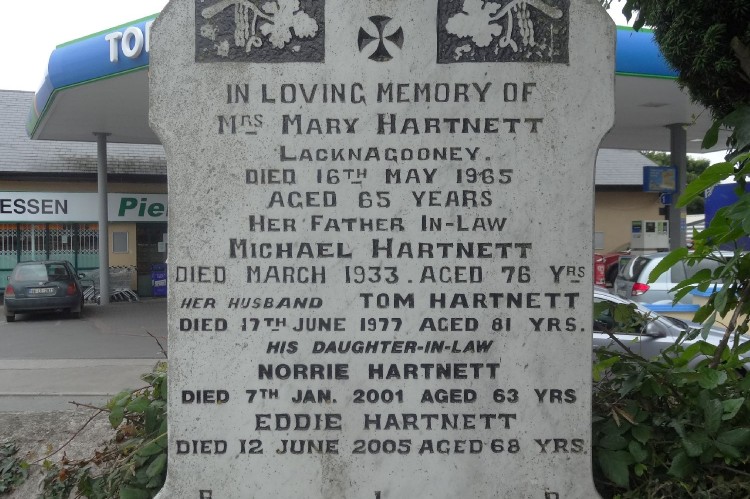 TO
IN LOVING MEMORY OF
MRS MARY HARTNETT
LACKNAGOONEY.
DIED 16TH MAY 1965
AGED 65 YEARS
HER FATHER IN-LAW
MICHAEL HARTNETT
DIED MARCH 1933. AGED 76 YRS
HER HUSBAND TOM HARTNETT
DIED 17TH JUNE 1977 AGED 81 YRS.
HIS DAUGHTER-IN-LAW
NORRIE HARTNETT
DIED 7TH JAN. 2001 AGED 63 YRS
EDDIE HARTNETT
DIED 12 JUNE 2005 AGED 68 YRS.
ESSEN
Pie